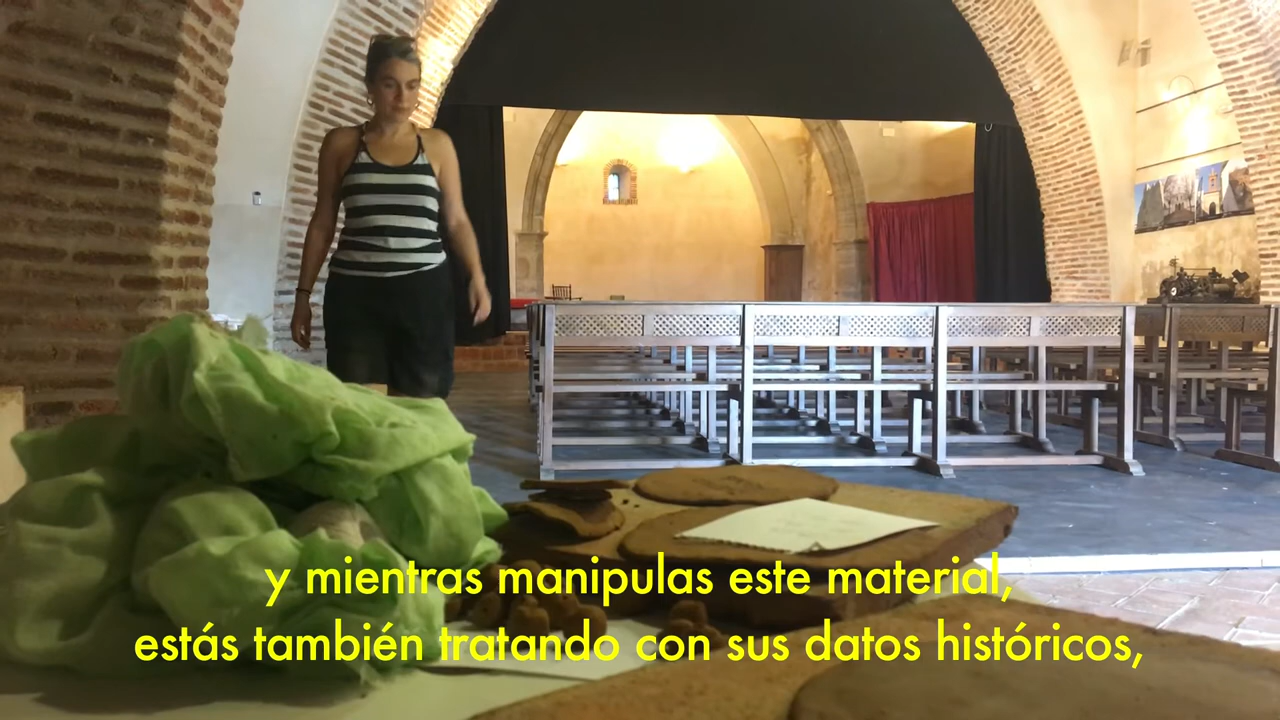 y mientras manipulas este material,
estás también tratando con sus datos históricos,